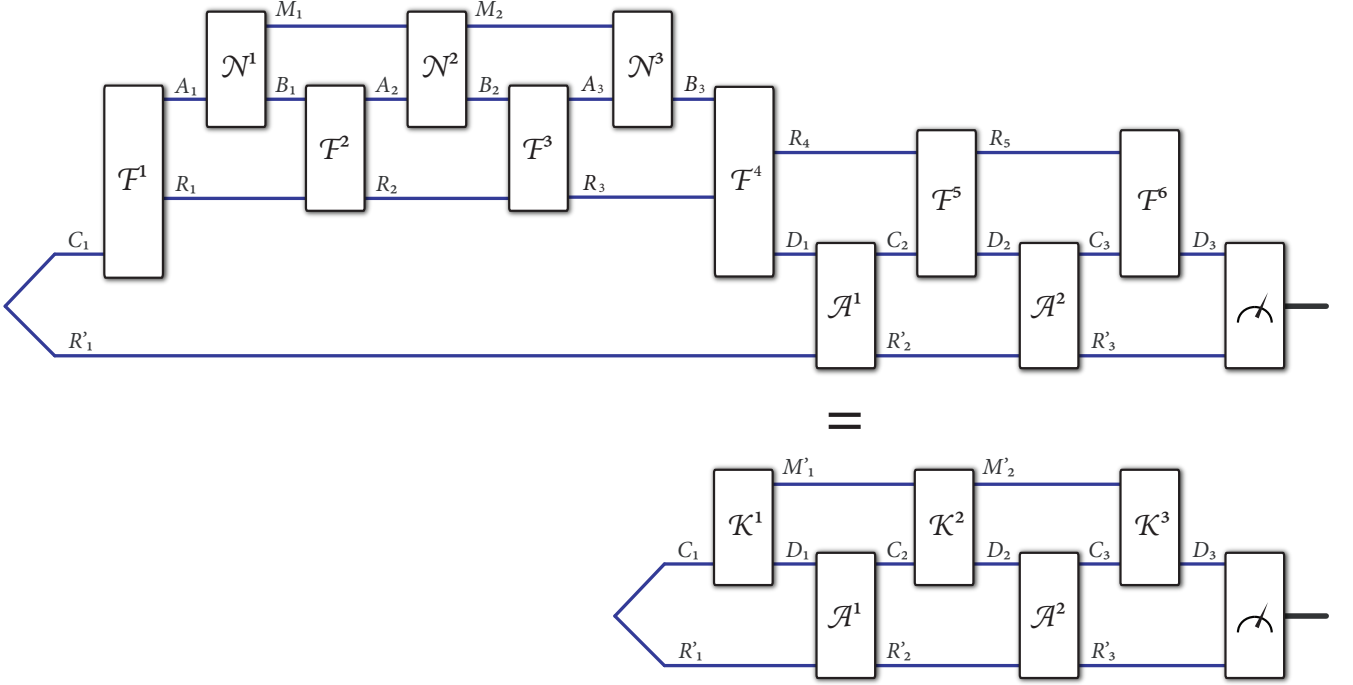 M₁ M₂
𝒩¹ 𝒩² 𝒩³
A₁ B₁ A₂ B₂ A₃ B₃
R₄ R₅
ℱ¹ ℱ² ℱ³ ℱ⁴ ℱ⁵ ℱ⁶
R₁ R₂ R₃
C₁ D₁ C₂ D₂ C₃ D₃
𝒜¹ 𝒜²
R'₁ R'₂ R'₃
=
M'₁ M'₂
𝒦¹ 𝒦² 𝒦³
C₁ D₁ C₂ D₂ C₃ D₃
𝒜¹ 𝒜²
R'₁ R'₂ R'₃